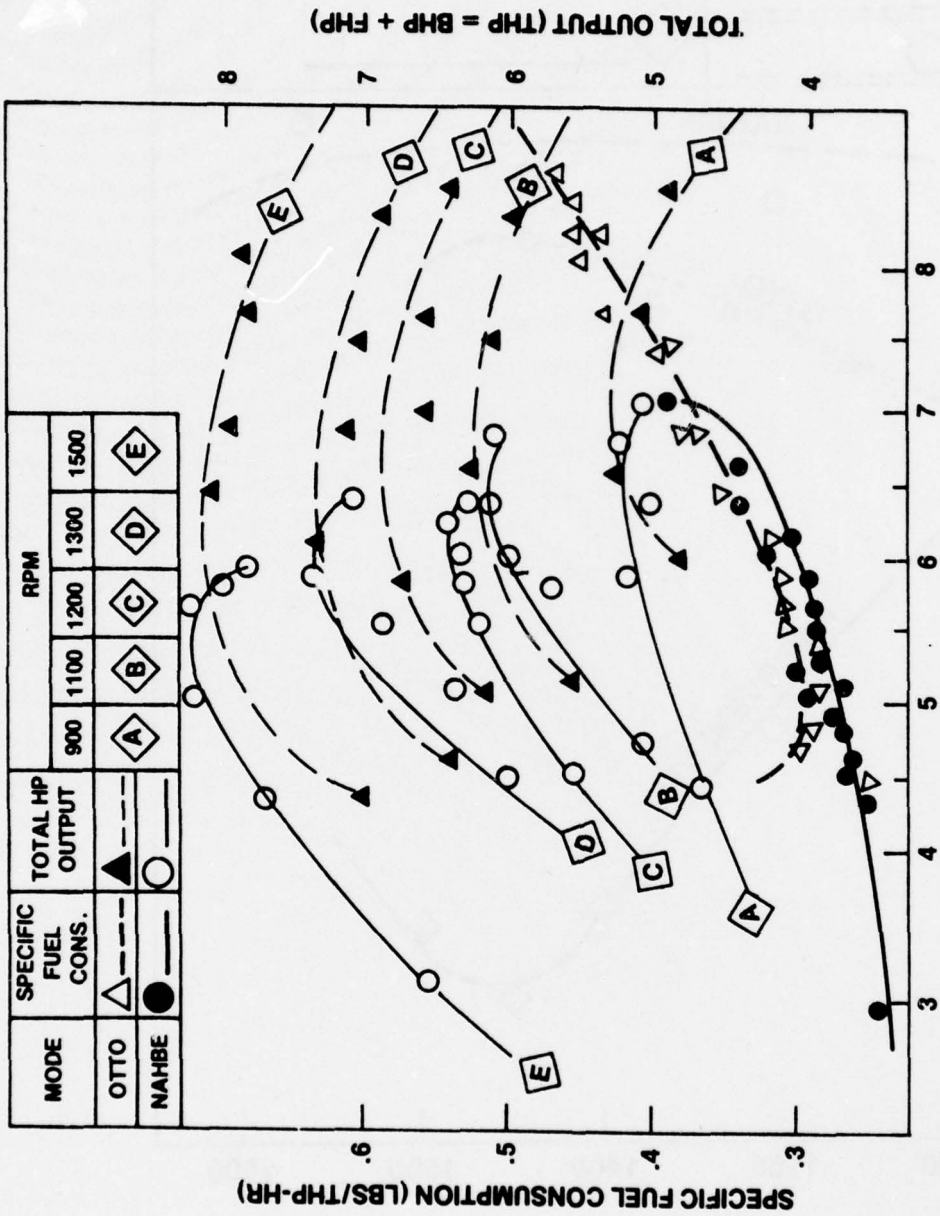 MODE
SPECIFIC FUEL CONS.
TOTAL HP OUTPUT
RPM
900 1100 1200 1300 1500
OTTO
A B C D E
NAHBE
SPECIFIC FUEL CONSUMPTION (LBS/THP-HR)
.6
.5
.4
.3
TOTAL OUTPUT (THP = BHP + FHP)
8
7
6
5
4
3 4 5 6 7 8
E
D
C
B
A
E
D
C
B
A